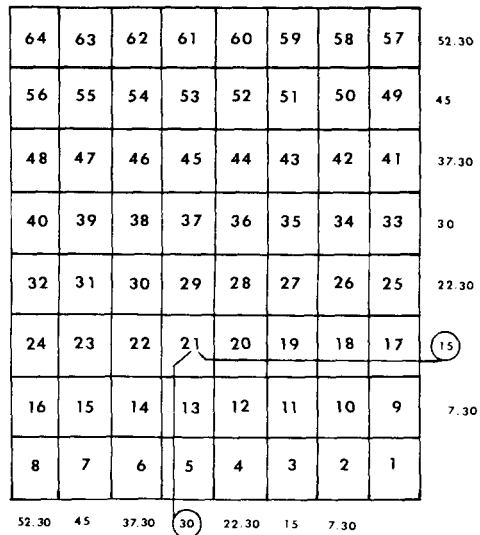 64 63 62 61 60 59 58 57 52.30
56 55 54 53 52 51 50 49 45
48 47 46 45 44 43 42 41 37.30
40 39 38 37 36 35 34 33 30
32 31 30 29 28 27 26 25 22.30
24 23 22 21 20 19 18 17 15
16 15 14 13 12 11 10 9 7.30
8 7 6 5 4 3 2 1
52.30 45 37.30 30 22.30 15 7.30